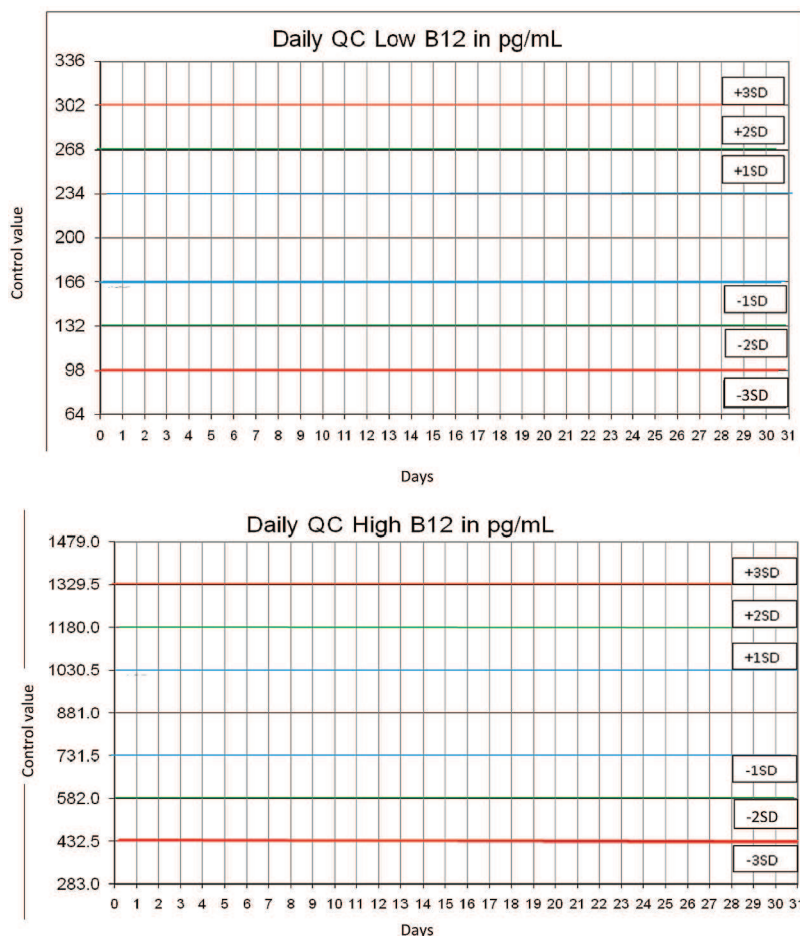 Daily QC Low B12 in pg/mL
336
+3SD
302
+2SD
268
+1SD
234
200
Control value
166
-1SD
132
-2SD
98
-3SD
64
0 1 2 3 4 5 6 7 8 9 10 11 12 13 14 15 16 17 18 19 20 21 22 23 24 25 26 27 28 29 30 31
Days
Daily QC High B12 in pg/mL
1479.0
+3SD
1329.5
+2SD
1180.0
+1SD
1030.5
881.0
Control value
731.5
-1SD
582.0
-2SD
432.5
-3SD
283.0
0 1 2 3 4 5 6 7 8 9 10 11 12 13 14 15 16 17 18 19 20 21 22 23 24 25 26 27 28 29 30 31
Days